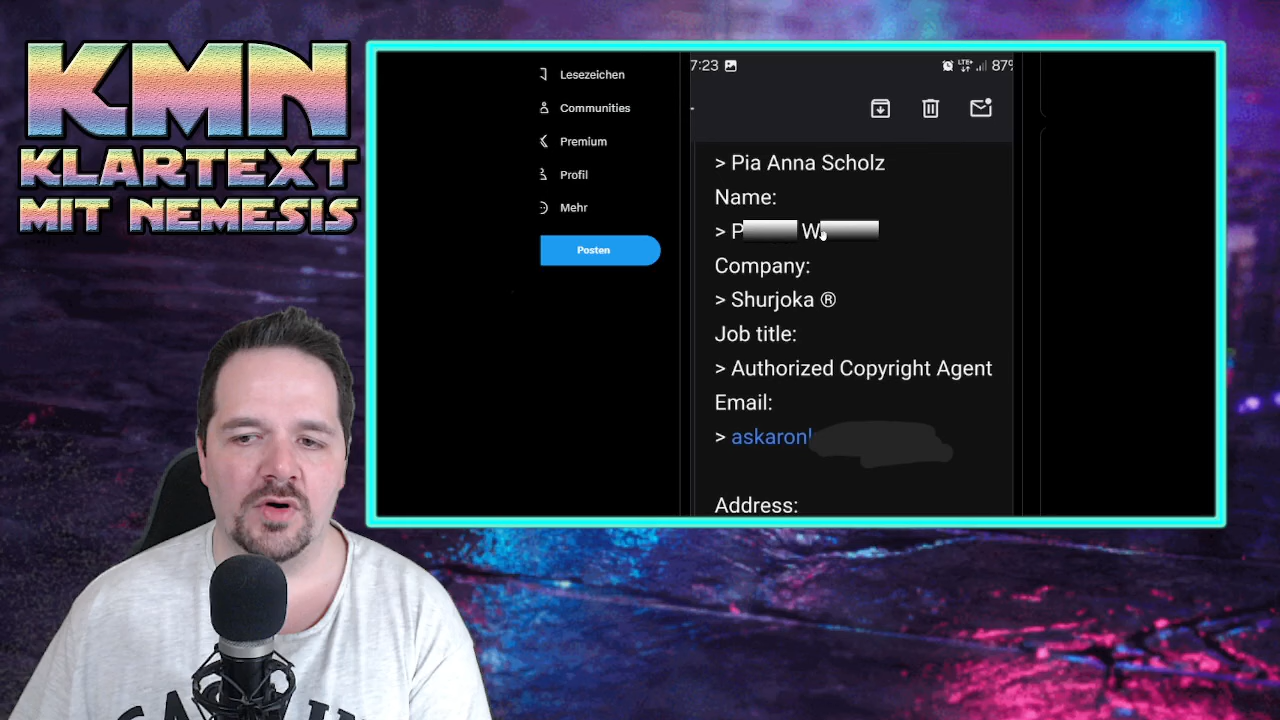 KMN
KLARTEXT
MIT NEMESIS
Lesezeichen
Communities
Premium
Profil
Mehr
Posten
7:23
LTE+
87%
> Pia Anna Scholz
Name:
> P W
Company:
> Shurjoka ®
Job title:
> Authorized Copyright Agent
Email:
> askaron
Address: